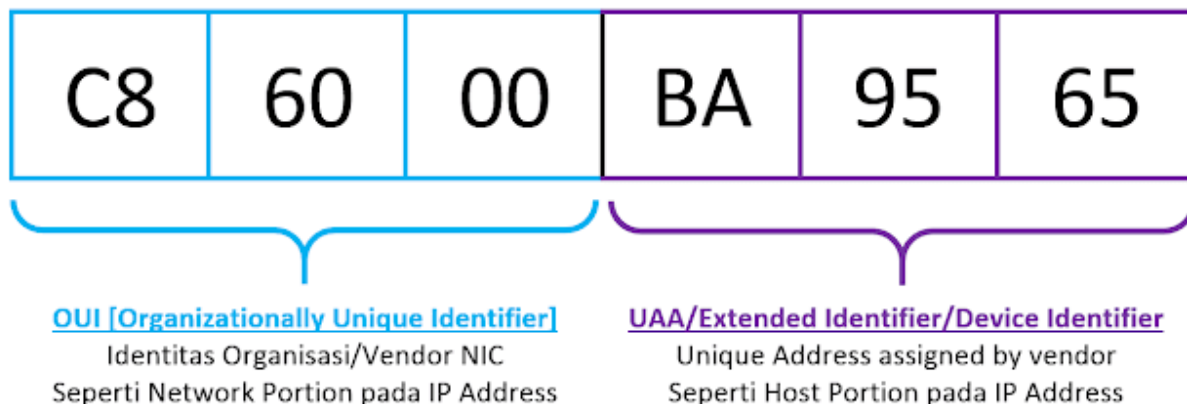 C8 60 00 BA 95 65
OUI [Organizationally Unique Identifier]
Identitas Organisasi/Vendor NIC
Seperti Network Portion pada IP Address
UAA/Extended Identifier/Device Identifier
Unique Address assigned by vendor
Seperti Host Portion pada IP Address